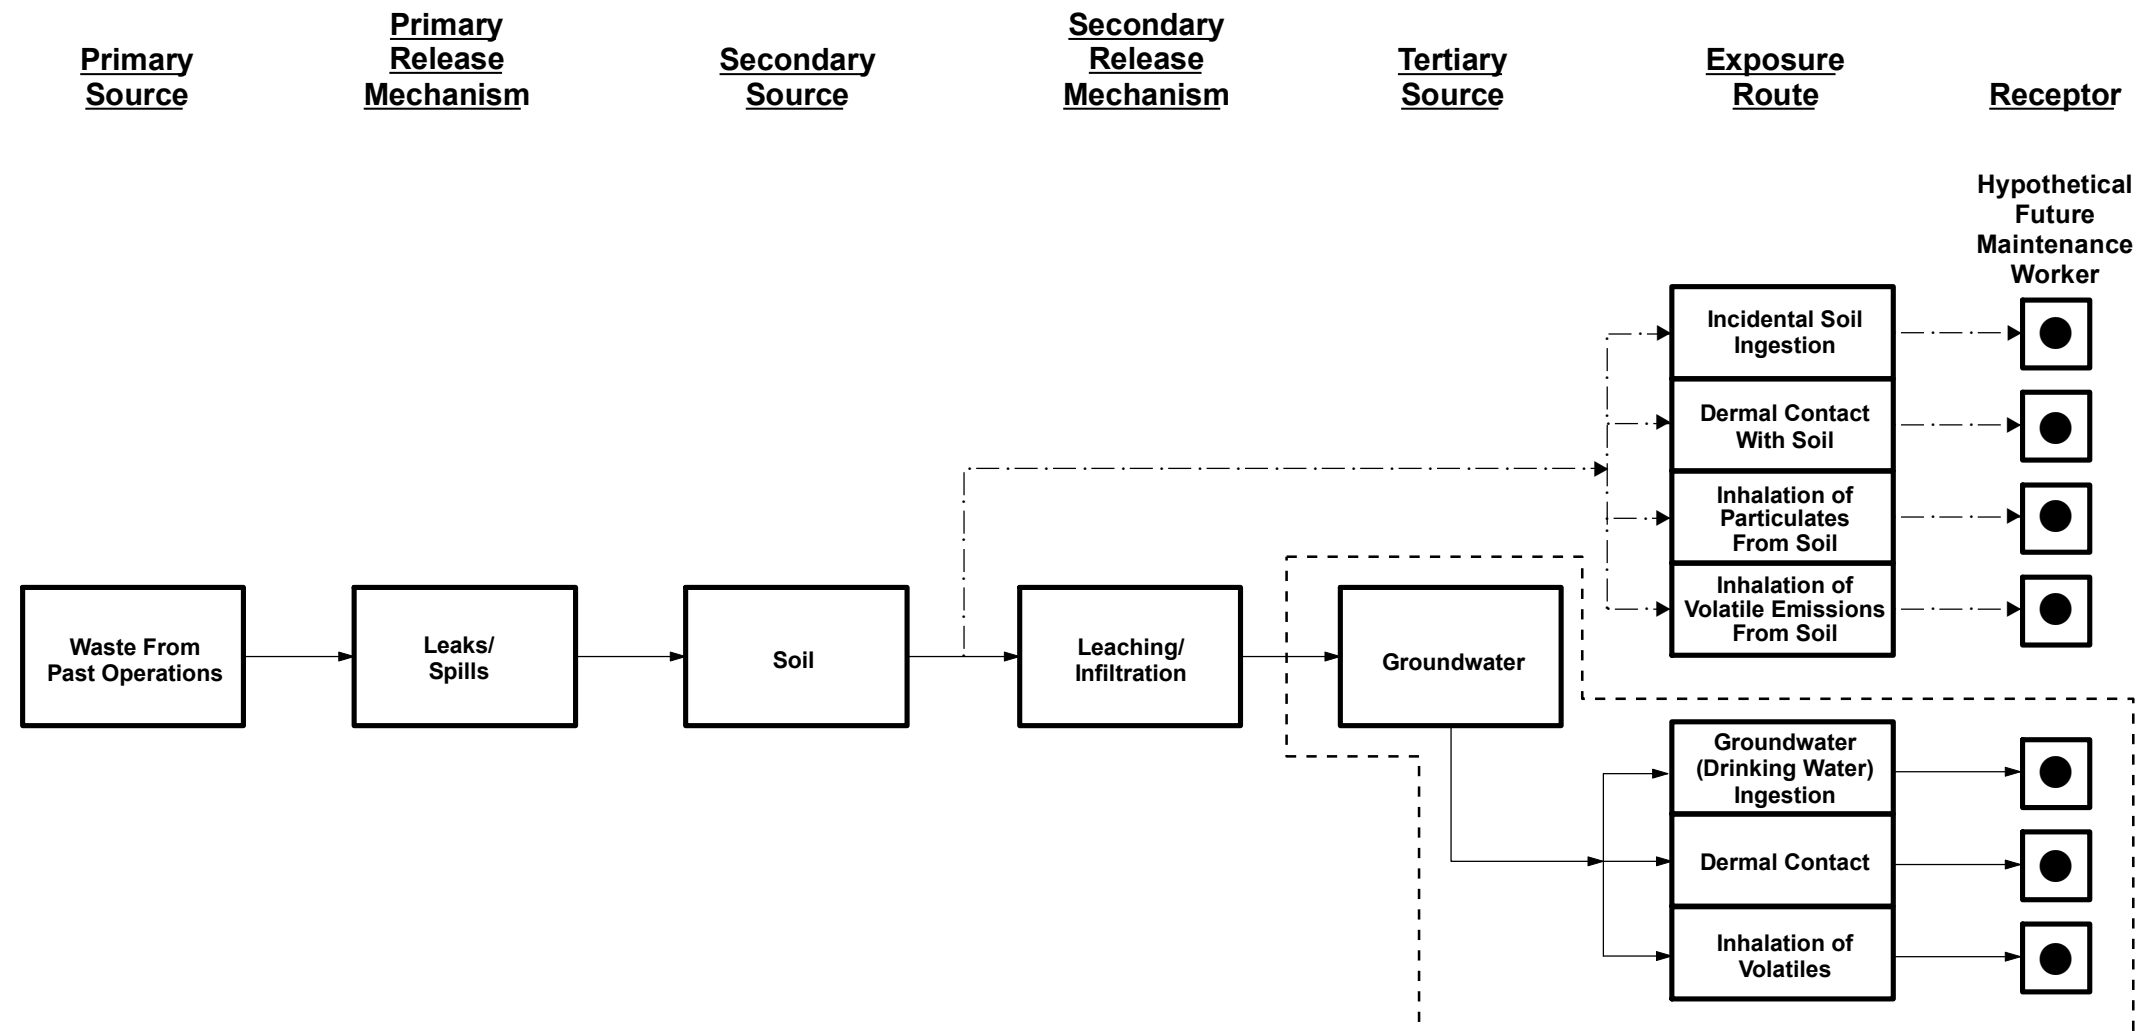 Primary
Source
Primary
Release
Mechanism
Secondary
Source
Secondary
Release
Mechanism
Tertiary
Source
Exposure
Route
Receptor
Hypothetical
Future
Maintenance
Worker
Incidental Soil
Ingestion
Dermal Contact
With Soil
Inhalation of
Particulates
From Soil
Inhalation of
Volatile Emissions
From Soil
Waste From
Past Operations
Leaks/
Spills
Soil
Leaching/
Infiltration
Groundwater
Groundwater
(Drinking Water)
Ingestion
Dermal Contact
Inhalation of
Volatiles